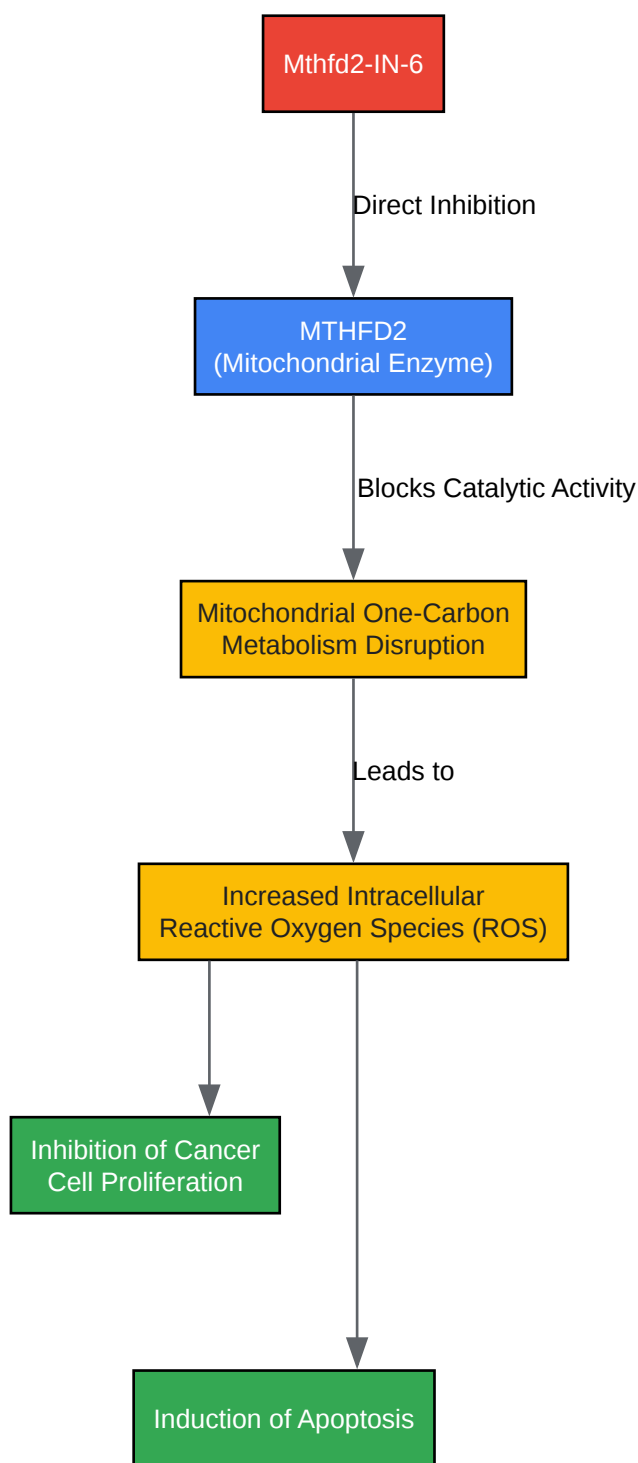 Mthfd2-IN-6
Direct Inhibition
MTHFD2
(Mitochondrial Enzyme)
Blocks Catalytic Activity
Mitochondrial One-Carbon
Metabolism Disruption
Leads to
Increased Intracellular
Reactive Oxygen Species (ROS)
Inhibition of Cancer
Cell Proliferation
Induction of Apoptosis